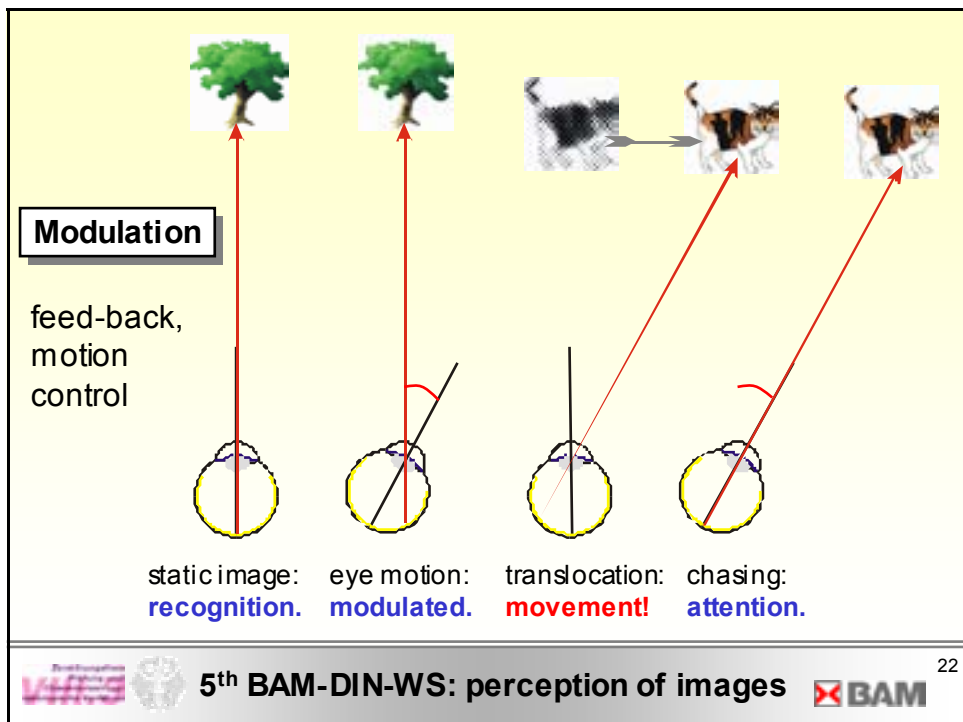 Modulation
feed-back,
motion
control
static image:
recognition.
eye motion:
modulated.
translocation:
movement!
chasing:
attention.
5th BAM-DIN-WS: perception of images
BAM
22